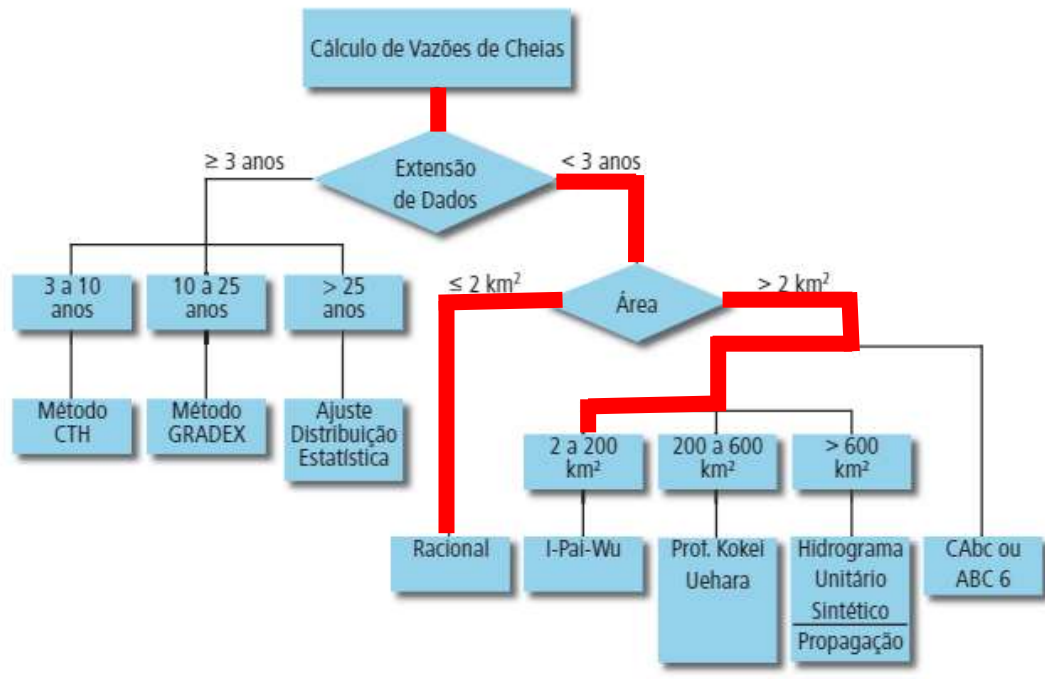 Cálculo de Vazões de Cheias
≥ 3 anos
Extensão
de Dados
< 3 anos
3 a 10
anos
10 a 25
anos
> 25
anos
≤ 2 km²
Área
> 2 km²
Método
CTH
Método
GRADEX
Ajuste
Distribuição
Estatística
2 a 200
km²
200 a 600
km²
> 600
km²
Racional
I-Pai-Wu
Prof. Kokei
Uehara
Hidrograma
Unitário
Sintético
Propagação
CAbc ou
ABC 6